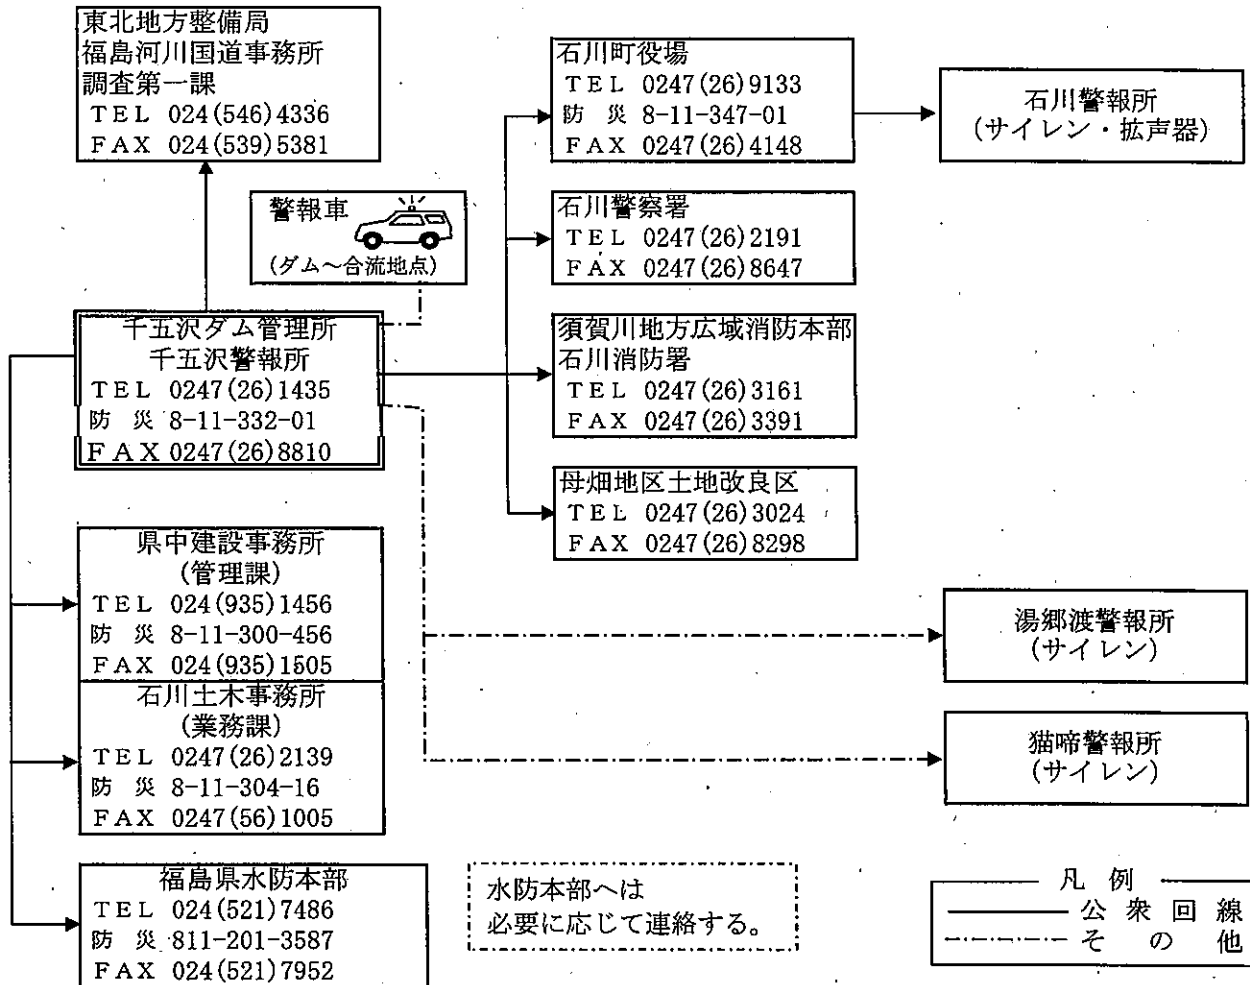 東北地方整備局
福島河川国道事務所
調査第一課
TEL 024(546)4336
FAX 024(539)5381
警報車
(ダム～合流地点)
千五沢ダム管理所
千五沢警報所
TEL 0247(26)1435
防 災 8-11-332-01
FAX 0247(26)8810
県中建設事務所
(管理課)
TEL 024(935)1456
防 災 8-11-300-456
FAX 024(935)1505
石川土木事務所
(業務課)
TEL 0247(26)2139
防 災 8-11-304-16
FAX 0247(56)1005
福島県水防本部
TEL 024(521)7486
防 災 811-201-3587
FAX 024(521)7952
石川町役場
TEL 0247(26)9133
防 災 8-11-347-01
FAX 0247(26)4148
石川警察署
TEL 0247(26)2191
FAX 0247(26)8647
須賀川地方広域消防本部
石川消防署
TEL 0247(26)3161
FAX 0247(26)3391
母畑地区土地改良区
TEL 0247(26)3024
FAX 0247(26)8298
石川警報所
(サイレン・拡声器)
湯郷渡警報所
(サイレン)
猫啼警報所
(サイレン)
水防本部へは
必要に応じて連絡する。
凡 例
公 衆 回 線
そ の 他